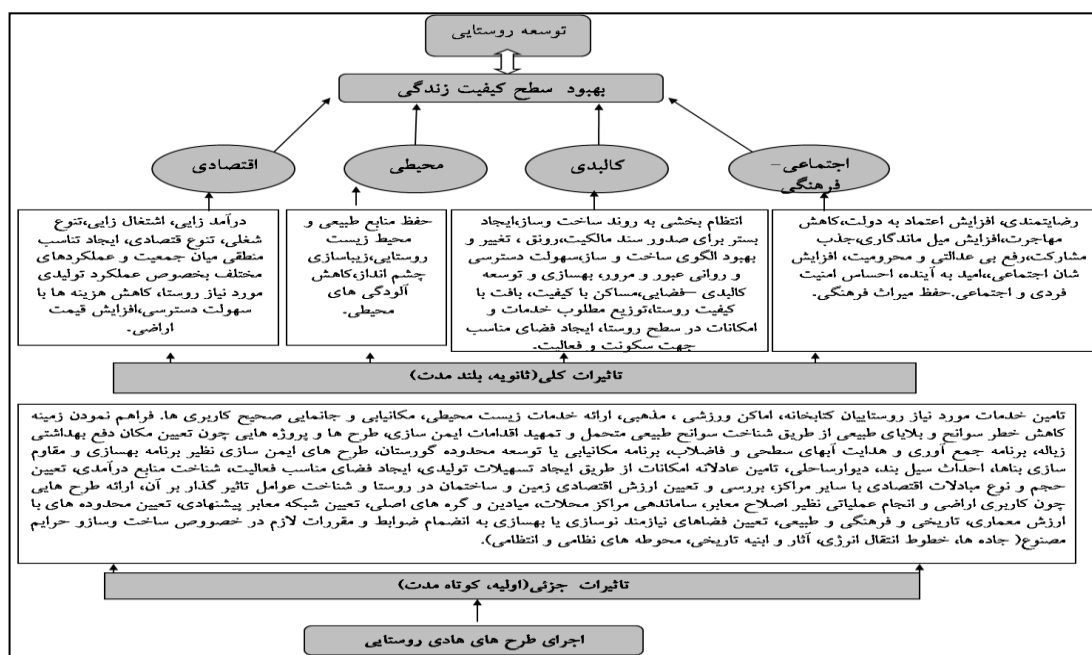 توسعه روستایی
بهبود سطح کیفیت زندگی
اجتماعی–
فرهنگی
کالبدی
محیطی
اقتصادی
رضایتمندی، افزایش اعتماد به دولت،کاهش
مهاجرت،افزایش میل ماندگاری،جذب
مشارکت،رفع بی عدالتی و محرومیت، افزایش
شان اجتماعی،،امید به آینده، احساس امنیت
فردی و اجتماعی.حفظ میراث فرهنگی.
انتظام بخشی به روند ساخت وساز،ایجاد
بستر برای صدور سند مالکیت،رونق ، تغییر و
بهبود الگوی ساخت و ساز،سهولت دسترسی
و روانی عبور و مرور، بهسازی و توسعه
کالبدی –فضایی،مساکن با کیفیت، بافت با
کیفیت روستا،توزیع مطلوب خدمات و
امکانات در سطح روستا، ایجاد فضای مناسب
جهت سکونت و فعالیت.
حفظ منابع طبیعی و
محیط زیست
روستایی،زیباسازی
چشم انداز،کاهش
آلودگی های
محیطی.
درآمد زایی، اشتغال زایی،تنوع
شغلی، تنوع قتصادی، ایجاد تناسب
منطقی میان جمعیت و عملکردهای
مختلف بخصوص عملکرد تولیدی
مورد نیاز روستا، کاهش هزینه ها با
سهولت دسترسی،افزایش قیمت
اراضی.
تاثیرات کلی(ثانویه، بلند مدت)
تامین خدمات مورد نیاز روستاییان کتابخانه، اماکن ورزشی ، مذهبی، ارائه خدمات زیست محیطی، مکانیابی و جانمایی صحیح کاربری ها. فراهم نمودن زمینه
کاهش خطر سوانح و بلایای طبیعی از طریق شناخت سوانح طبیعی متحمل و تمهید اقدامات ایمن سازی، طرح ها و پروژه هایی چون تعیین مکان دفع بهداشتی
زباله، برنامه جمع آوری و هدایت آبهای سطحی و فاضلاب، برنامه مکانیابی یا توسعه محدوده گورستان، طرح های ایمن سازی نظیر برنامه بهسازی و مقاوم
سازی بناها، احداث سیل بند، دیوارساحلی، تامین عادلانه امکانات از طریق ایجاد تسهیلات تولیدی، ایجاد فضای مناسب فعالیت، شناخت منابع درآمدی، تعیین
حجم و نوع مبادلات اقتصادی با سایر مراکز، بررسی و تعیین ارزش اقتصادی زمین و ساختمان در روستا و شناخت عوامل تاثیر گذار بر آن، ارائه طرح هایی
چون کاربری اراضی و انجام عملیاتی نظیر اصلاح معابر، ساماندهی مراکز محلات، میادین و گره های اصلی، تعیین شبکه معابر پیشنهادی، تعیین محدوده های با
ارزش معماری، تاریخی و فرهنگی و طبیعی، تعیین فضاهای نیازمند نوسازی یا بهسازی به انضمام ضوابط و مقررات لازم در خصووص ساخت وسازو حرایم
مصنوع( جاده ها، خطوط انتقال انرژی، آثار و ابنیه تاریخی، محوطه های نظامی و انتظامی).
تاثیرات جزئی(اولیه، کوتاه مدت)
اجرای طرح های هادی روستایی